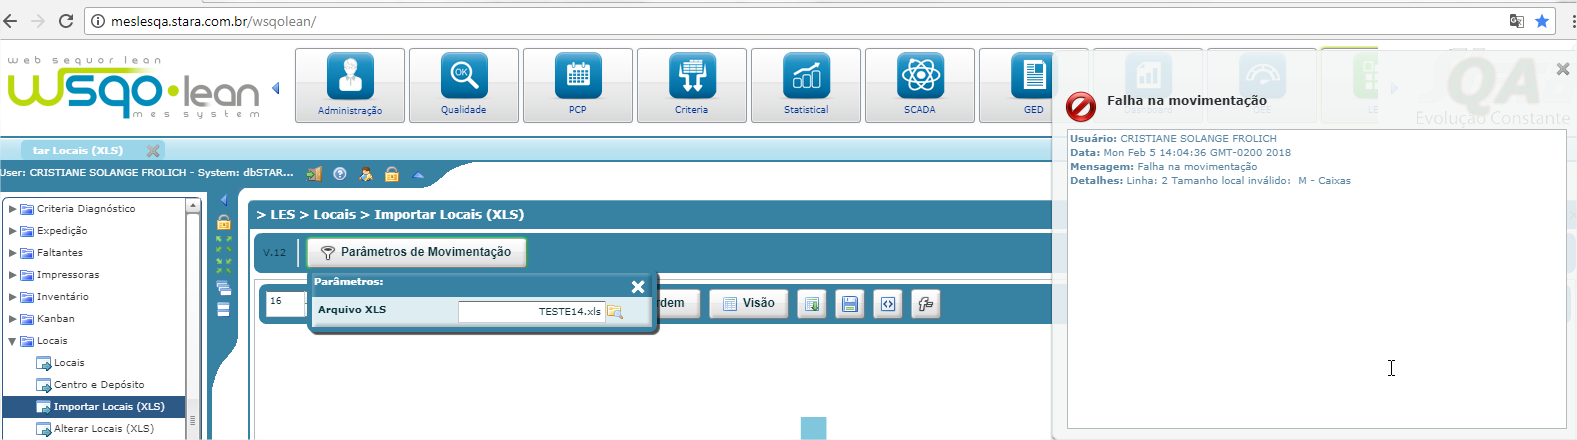 meslesqa.stara.com.br/wsqolean/
web sequor lean
wsqo•lean
mes system
Administração
Qualidade
PCP
Criteria
Statistical
SCADA
GED
QA
Evolução Constante
Falha na movimentação
Usuário: CRISTIANE SOLANGE FROLICH
Data: Mon Feb 5 14:04:36 GMT-0200 2018
Mensagem: Falha na movimentação
Detalhes: Linha: 2 Tamanho local inválido:  M - Caixas
tar Locais (XLS)
User: CRISTIANE SOLANGE FROLICH - System: dbSTAR...
Criteria Diagnóstico
Expedição
Faltantes
Impressoras
Inventário
Kanban
Locais
Locais
Centro e Depósito
Importar Locais (XLS)
Alterar Locais (XLS)
> LES > Locais > Importar Locais (XLS)
V.12
Parâmetros de Movimentação
Parâmetros:
Arquivo XLS
TESTE14.xls
16
rdem
Visão